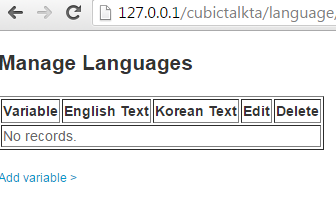 127.0.0.1/cubictalkta/language/
Manage Languages
Variable English Text Korean Text Edit Delete
No records.
Add variable >